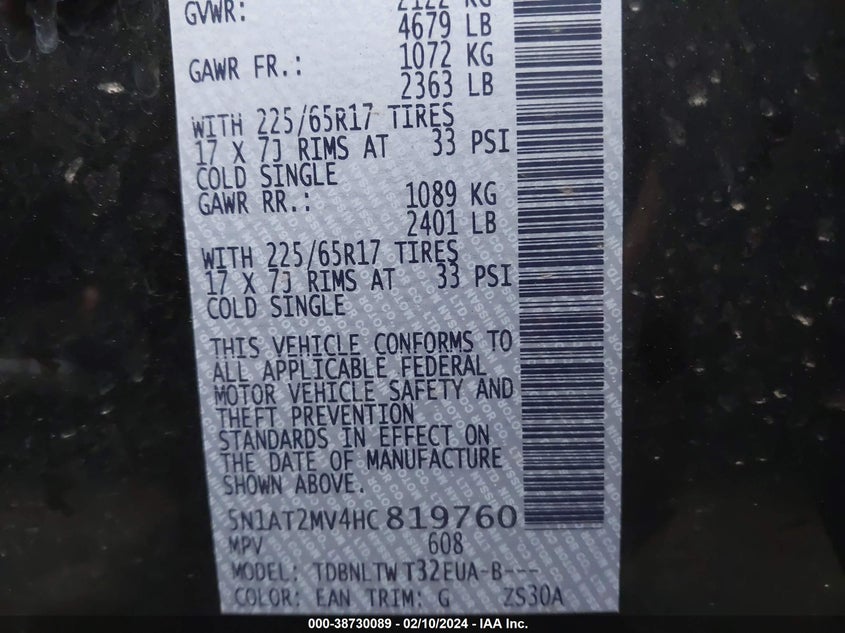 GVWR: 2122 KG
4679 LB
GAWR FR.: 1072 KG
2363 LB
WITH 225/65R17 TIRES
17 X 7J RIMS AT 33 PSI
COLD SINGLE
GAWR RR.: 1089 KG
2401 LB
WITH 225/65R17 TIRES
17 X 7J RIMS AT 33 PSI
COLD SINGLE
THIS VEHICLE CONFORMS TO
ALL APPLICABLE FEDERAL
MOTOR VEHICLE SAFETY AND
THEFT PREVENTION
STANDARDS IN EFFECT ON
THE DATE OF MANUFACTURE
SHOWN ABOVE.
5N1AT2MV4HC819760
MPV 608
MODEL: TDBNLTW T32EUA-B---
COLOR: EAN TRIM: G ZS30A
000-38730089 - 02/10/2024 - IAA Inc.